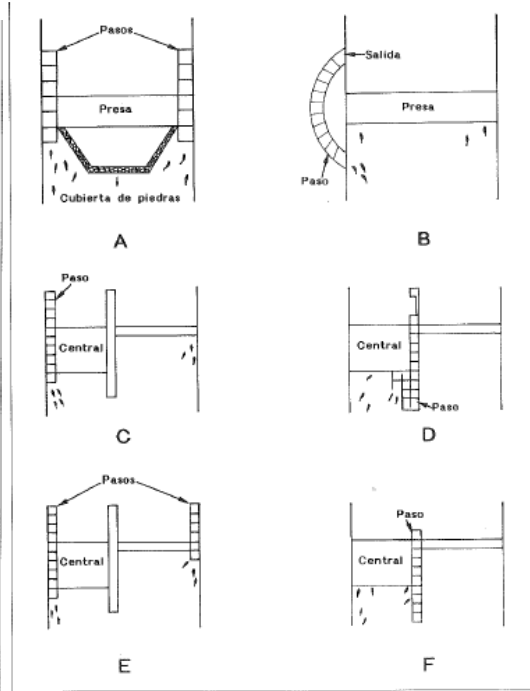 Pasos
Presa
Cubierta de piedras
A
Salida
Presa
Paso
B
Paso
Central
C
Central
Paso
D
Pasos
Central
E
Paso
Central
F